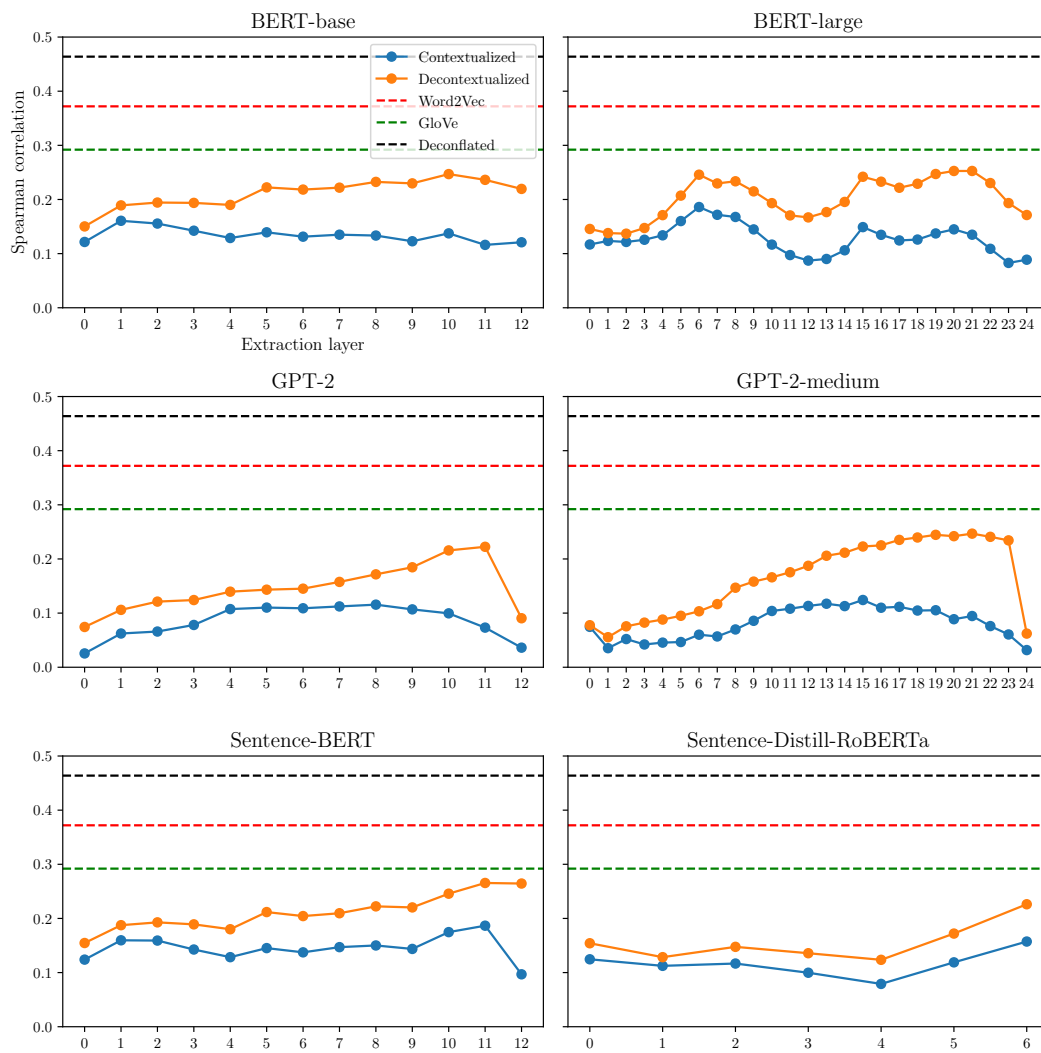 BERT-base
BERT-large
Spearman correlation
0.5
0.4
0.3
0.2
0.1
0.0
Contextualized
Decontextualized
Word2Vec
GloVe
Deconflated
0 1 2 3 4 5 6 7 8 9 10 11 12
0 1 2 3 4 5 6 7 8 9 10 11 12 13 14 15 16 17 18 19 20 21 22 23 24
Extraction layer
GPT-2
GPT-2-medium
0.5
0.4
0.3
0.2
0.1
0.0
0 1 2 3 4 5 6 7 8 9 10 11 12
0 1 2 3 4 5 6 7 8 9 10 11 12 13 14 15 16 17 18 19 20 21 22 23 24
Sentence-BERT
Sentence-Distill-RoBERTa
0.5
0.4
0.3
0.2
0.1
0.0
0 1 2 3 4 5 6 7 8 9 10 11 12
0 1 2 3 4 5 6